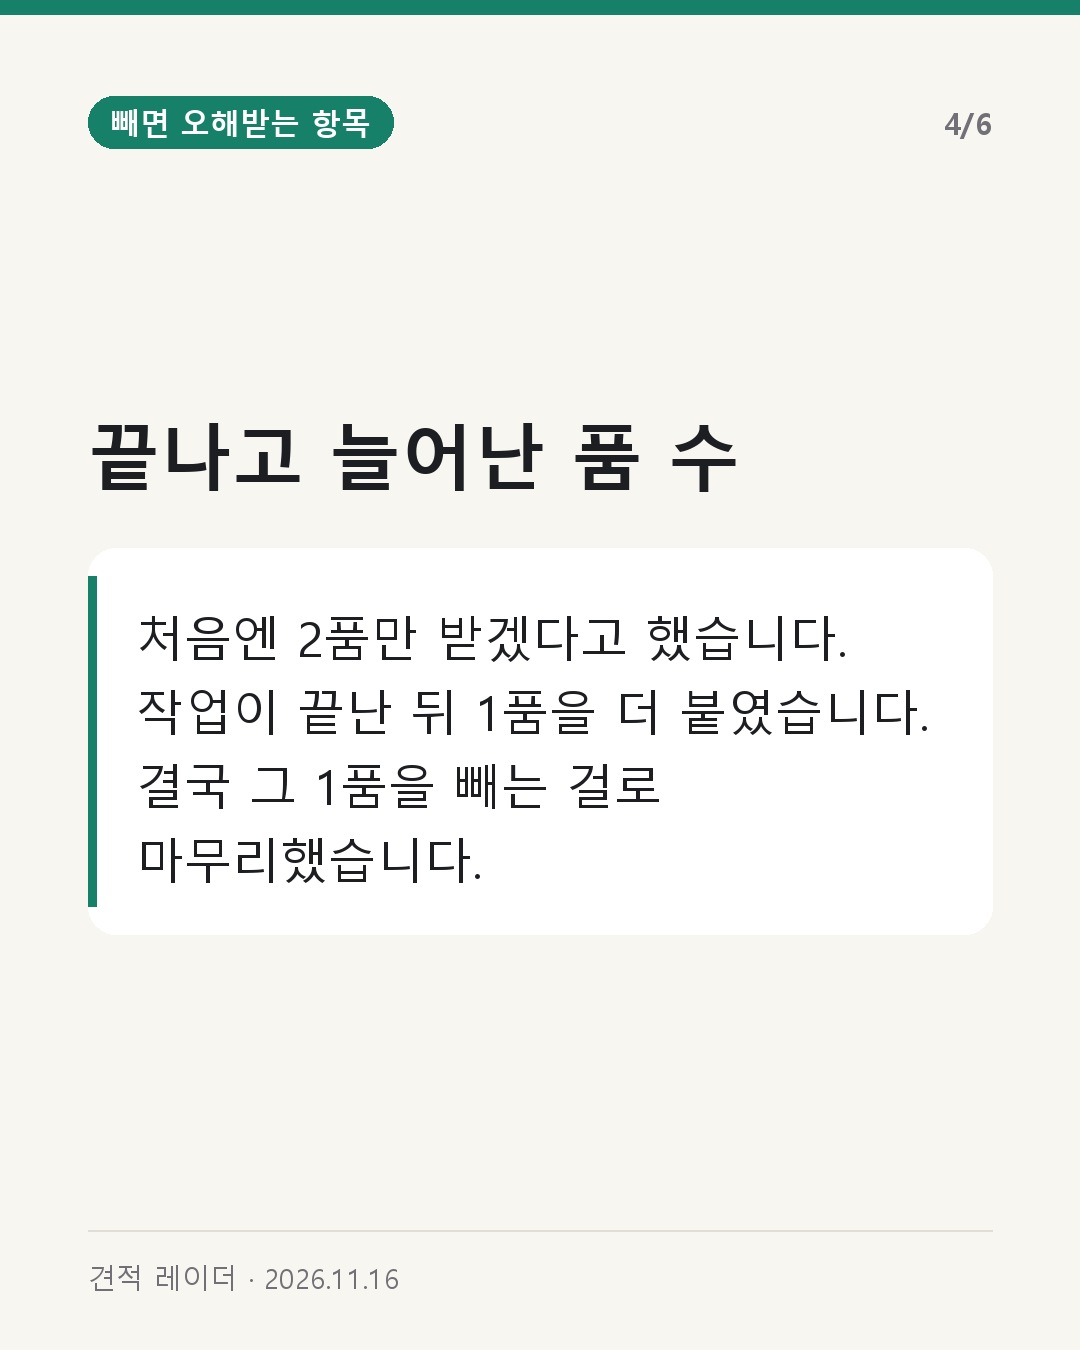 빼면 오해받는 항목
4/6
끝나고 늘어난 품 수
처음엔 2품만 받겠다고 했습니다.
작업이 끝난 뒤 1품을 더 붙였습니다.
결국 그 1품을 빼는 걸로
마무리했습니다.
견적 레이더 · 2026.11.16